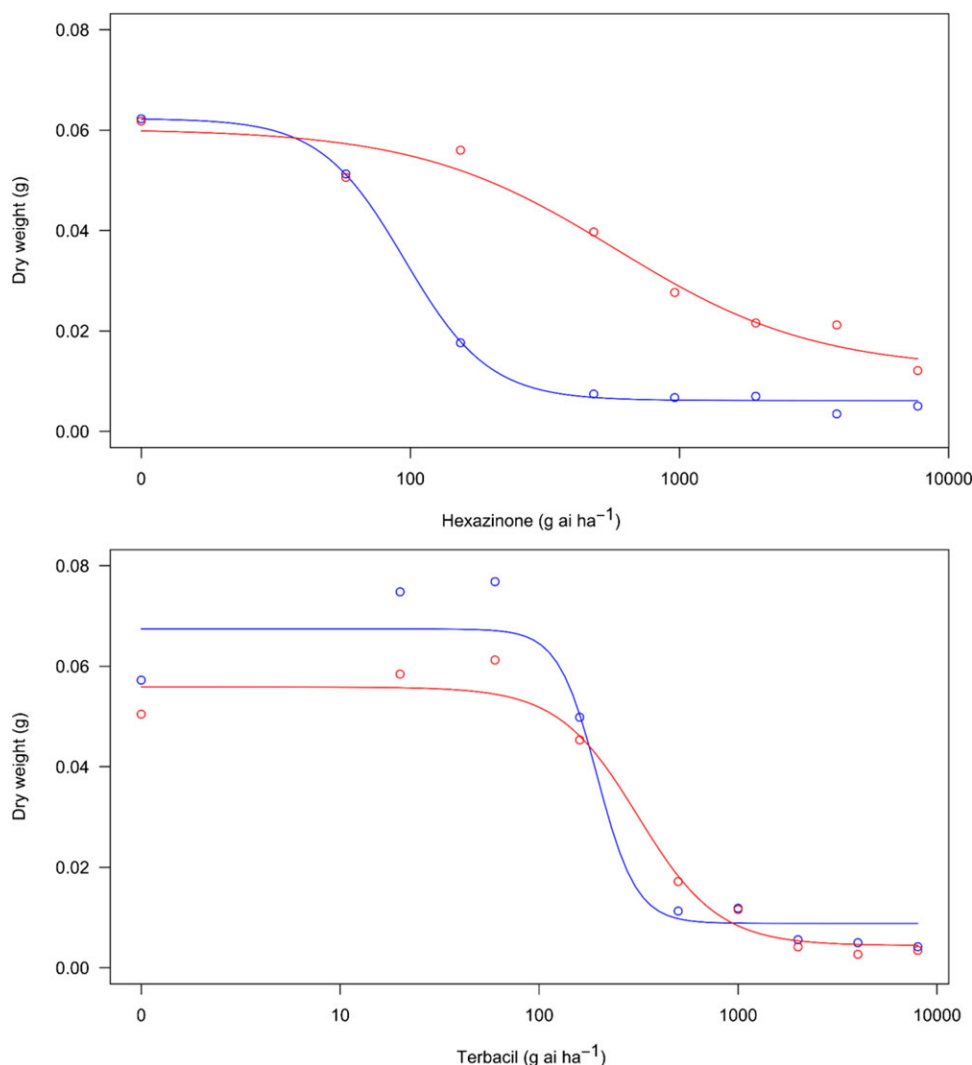 0.08
0.06
0.04
0.02
0.00
Dry weight (g)
0 100 1000 10000
Hexazinone (g ai ha⁻¹)
0.08
0.06
0.04
0.02
0.00
Dry weight (g)
0 10 100 1000 10000
Terbacil (g ai ha⁻¹)